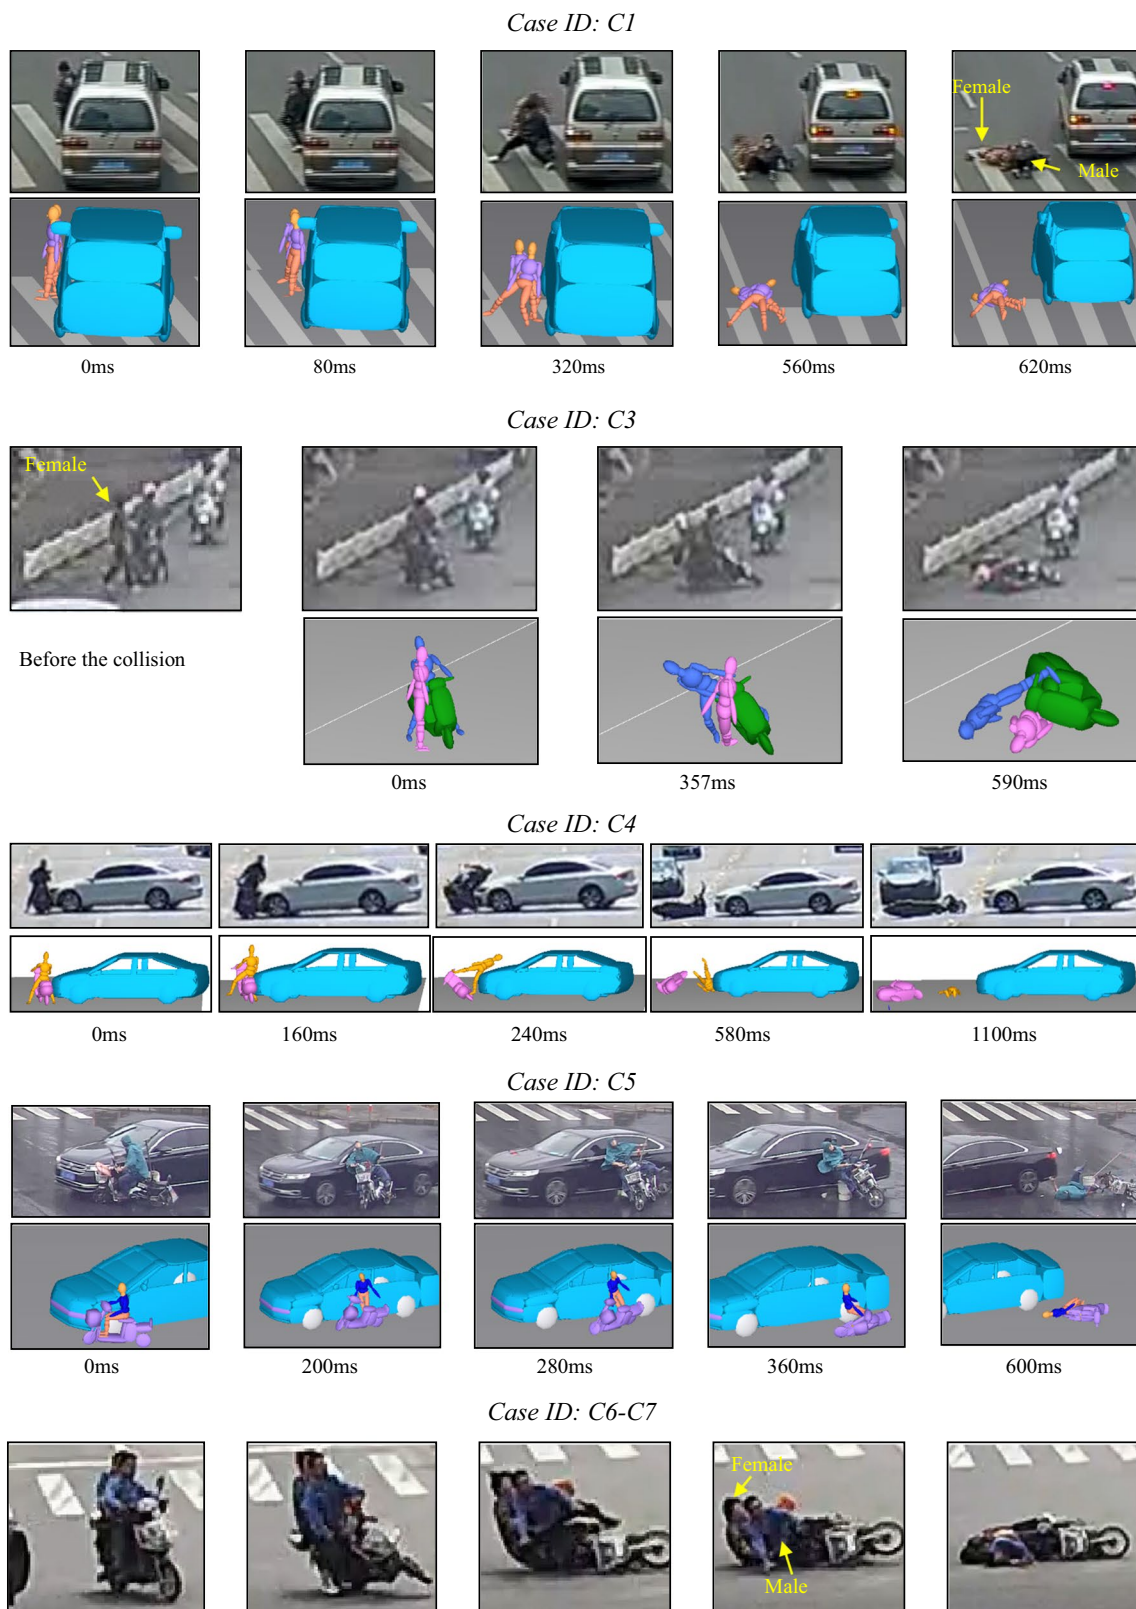 Case ID: C1
Female
Male
0ms 80ms 320ms 560ms 620ms
Case ID: C3
Female
Before the collision
0ms 357ms 590ms
Case ID: C4
0ms 160ms 240ms 580ms 1100ms
Case ID: C5
0ms 200ms 280ms 360ms 600ms
Case ID: C6-C7
Female
Male